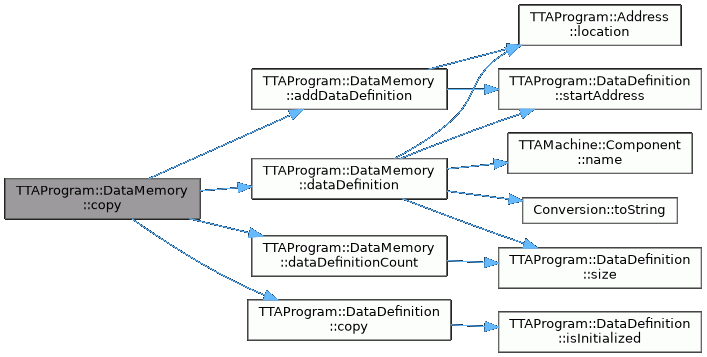 TTAProgram::DataMemory
::copy
TTAProgram::DataMemory
::addDataDefinition
TTAProgram::DataMemory
::dataDefinition
TTAProgram::DataMemory
::dataDefinitionCount
TTAProgram::DataDefinition
::copy
TTAProgram::Address
::location
TTAProgram::DataDefinition
::startAddress
TTAMachine::Component
::name
Conversion::toString
TTAProgram::DataDefinition
::size
TTAProgram::DataDefinition
::isInitialized